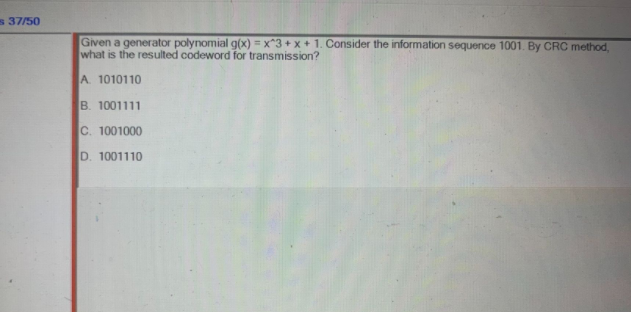 s 37/50
Given a generator polynomial g(x) = x^3 + x + 1. Consider the information sequence 1001. By CRC method,
what is the resulted codeword for transmission?
A. 1010110
B. 1001111
C. 1001000
D. 1001110